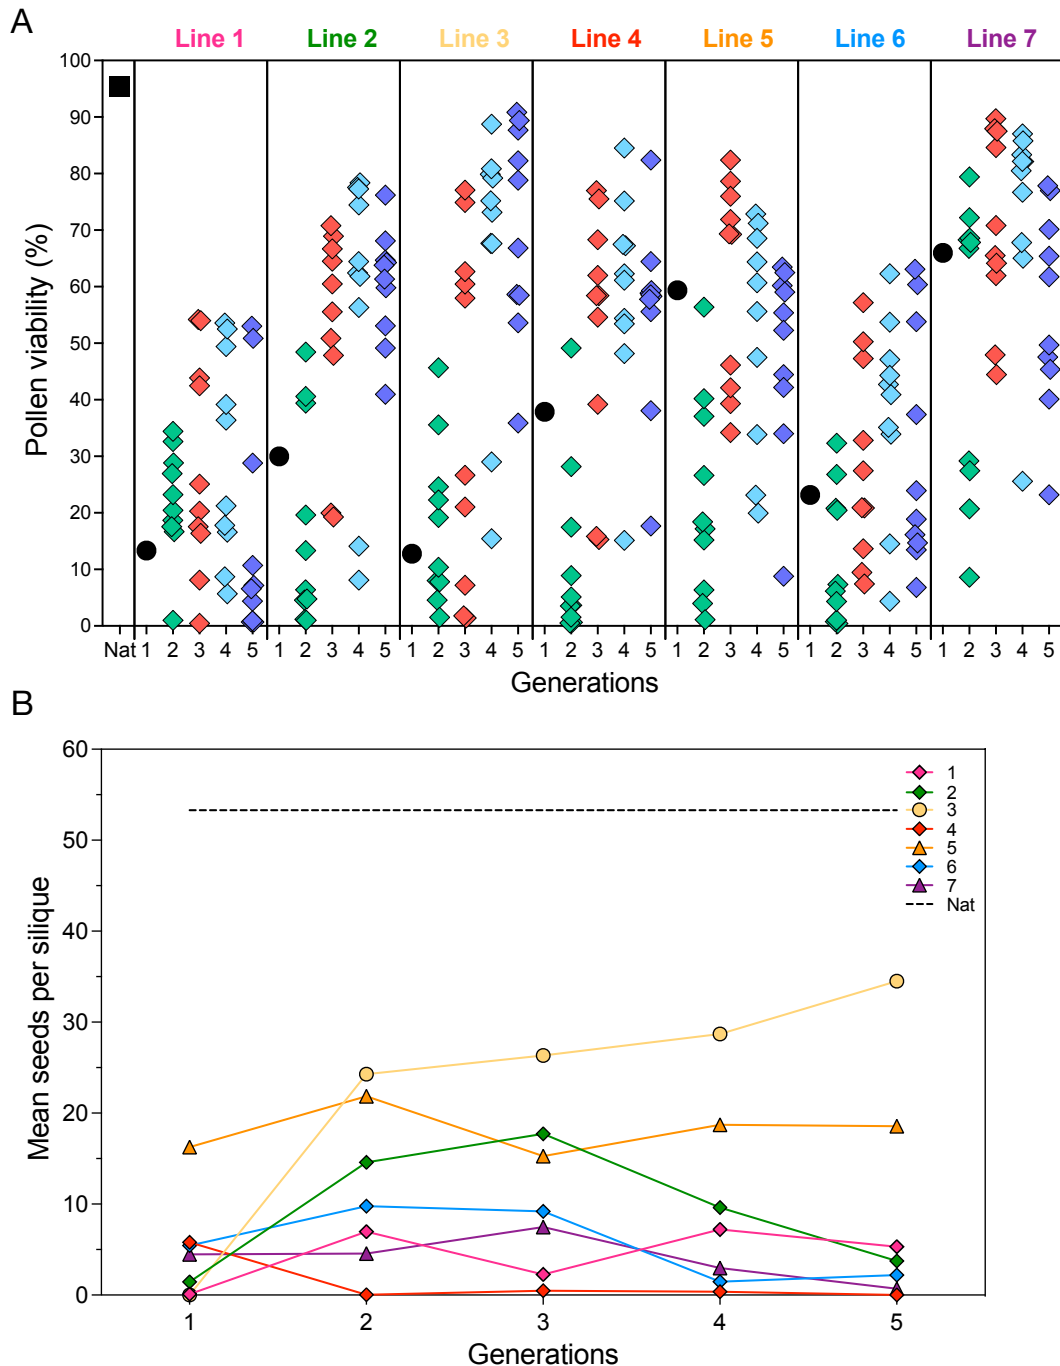 A
Line 1 Line 2 Line 3 Line 4 Line 5 Line 6 Line 7
Pollen viability (%)
100
90
80
70
60
50
40
30
20
10
0
Nat 1 2 3 4 5 1 2 3 4 5 1 2 3 4 5 1 2 3 4 5 1 2 3 4 5 1 2 3 4 5 1 2 3 4 5
Generations
B
Mean seeds per silique
60
50
40
30
20
10
0
1
2
3
4
5
6
7
Nat
1 2 3 4 5
Generations